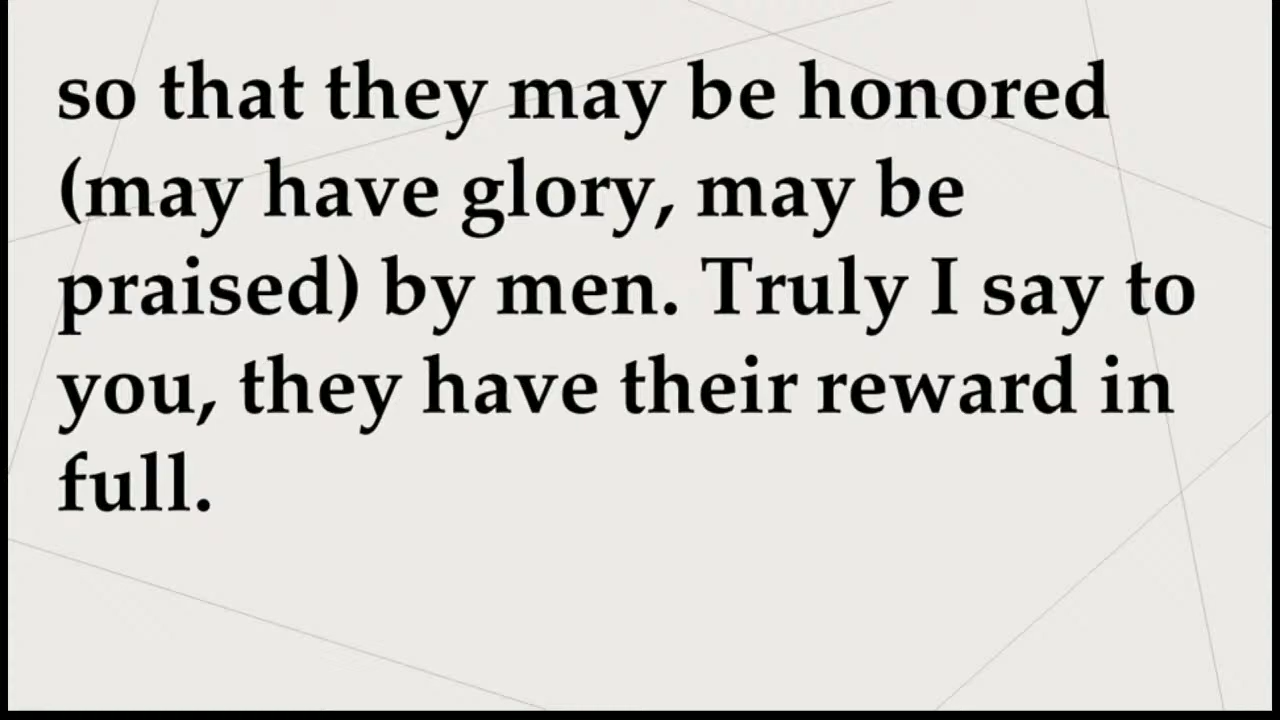 so that they may be honored
(may have glory, may be
praised) by men. Truly I say to
you, they have their reward in
full.